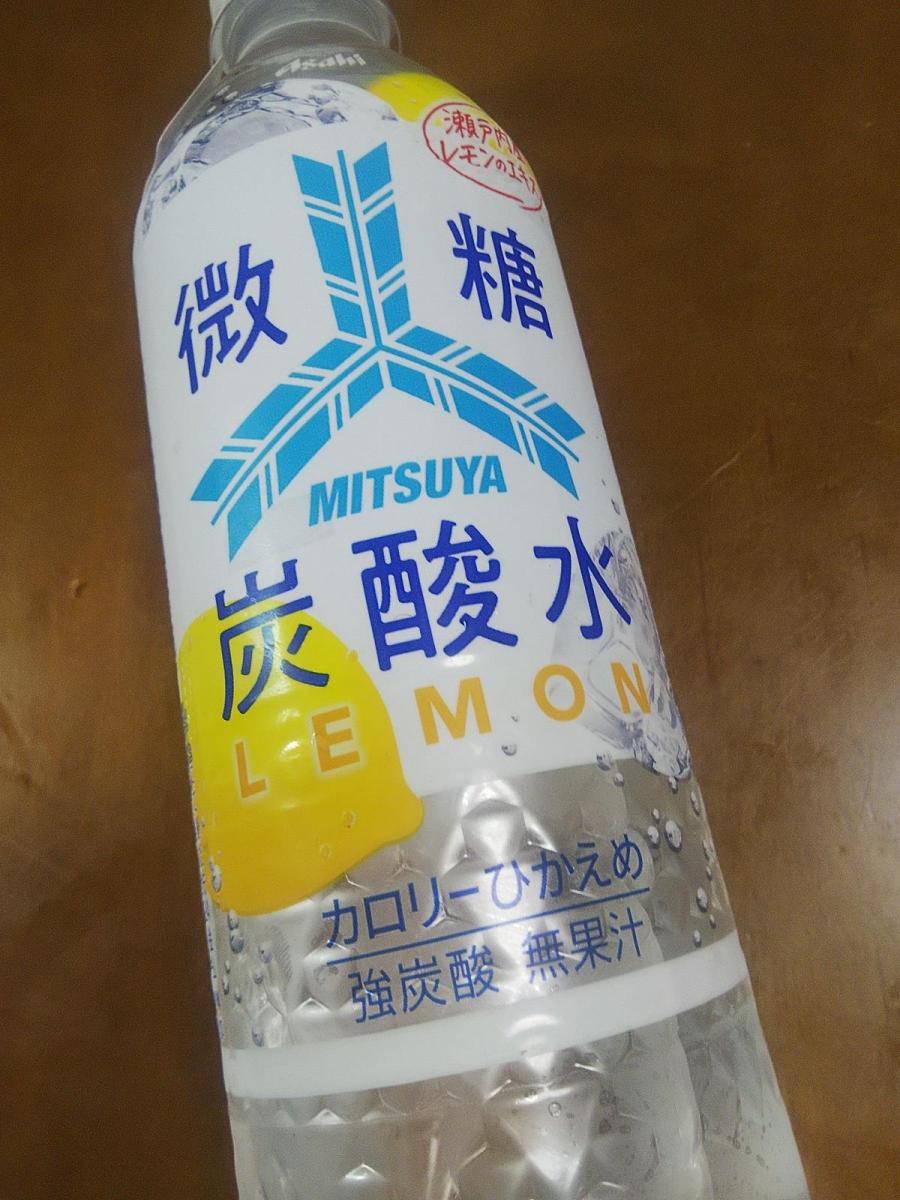 Asahi
瀬戸内
レモンのエキス
微糖
MITSUYA
炭酸水
LEMON
カロリーひかえめ
強炭酸 無果汁